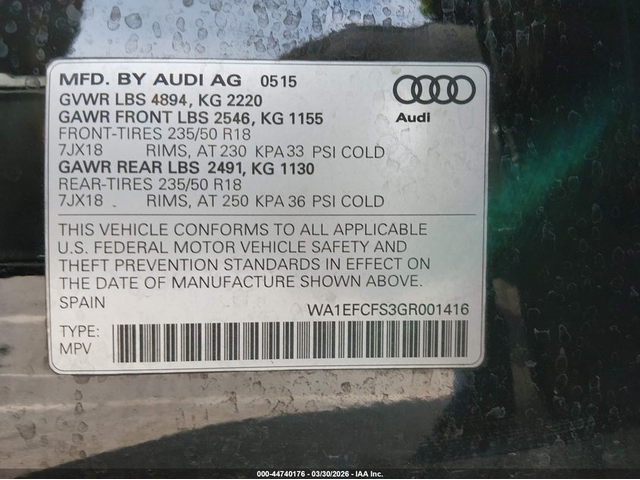 MFD. BY AUDI AG 0515
GVWR LBS 4894, KG 2220
GAWR FRONT LBS 2546, KG 1155
FRONT-TIRES 235/50 R18
7JX18 RIMS, AT 230 KPA 33 PSI COLD
GAWR REAR LBS 2491, KG 1130
REAR-TIRES 235/50 R18
7JX18 RIMS, AT 250 KPA 36 PSI COLD
Audi
THIS VEHICLE CONFORMS TO ALL APPLICABLE
U.S. FEDERAL MOTOR VEHICLE SAFETY AND
THEFT PREVENTION STANDARDS IN EFFECT ON
THE DATE OF MANUFACTURE SHOWN ABOVE.
SPAIN
WA1EFCFS3GR001416
TYPE:
MPV
000-44740176 - 03/30/2026 - IAA Inc.